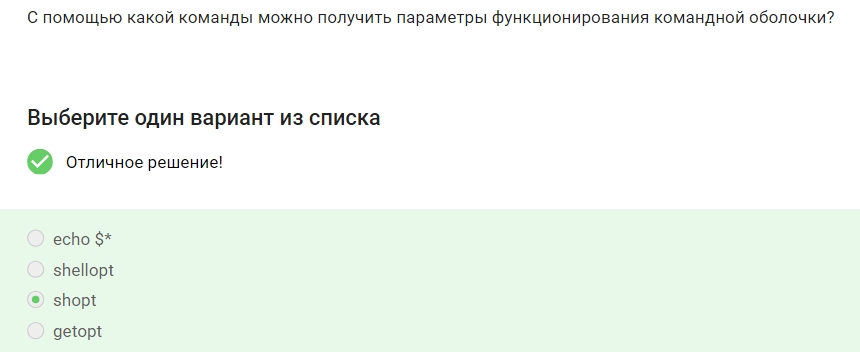 С помощью какой команды можно получить параметры функционирования командной оболочки?
Выберите один вариант из списка
Отличное решение!
echo $*
shellopt
shopt
getopt